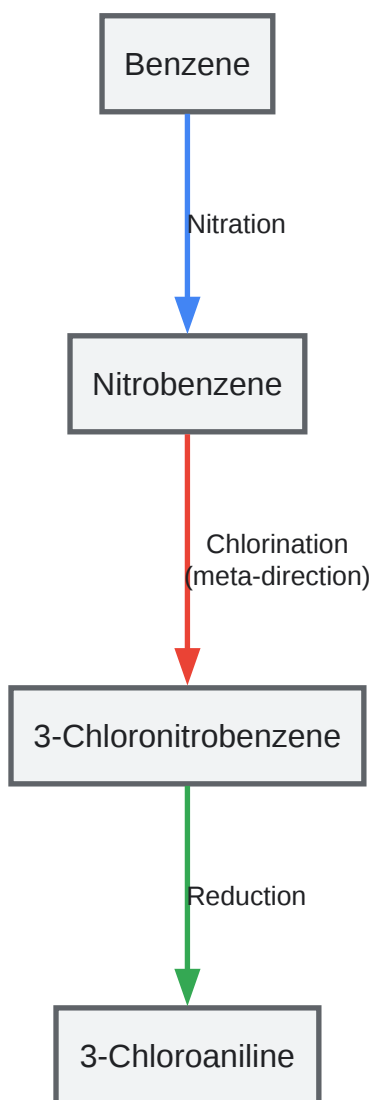 Benzene
Nitration
Nitrobenzene
Chlorination
(meta-direction)
3-Chloronitrobenzene
Reduction
3-Chloroaniline